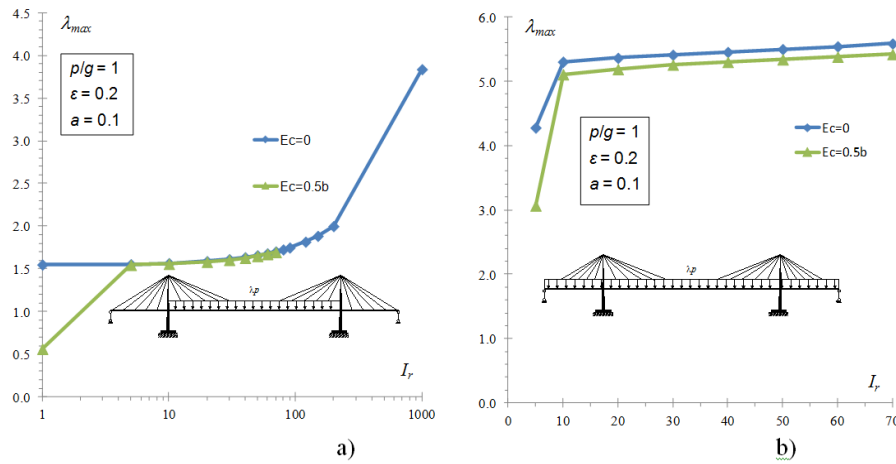 λmax
4.5
4.0
3.5
3.0
2.5
2.0
1.5
1.0
0.5
0.0
p/g = 1
ε = 0.2
a = 0.1
Ec=0
Ec=0.5b
λp
Ir
1 10 100 1000
a)
λmax
6.0
5.0
4.0
3.0
2.0
1.0
0.0
p/g = 1
ε = 0.2
a = 0.1
Ec=0
Ec=0.5b
λp
Ir
0 10 20 30 40 50 60 70
b)